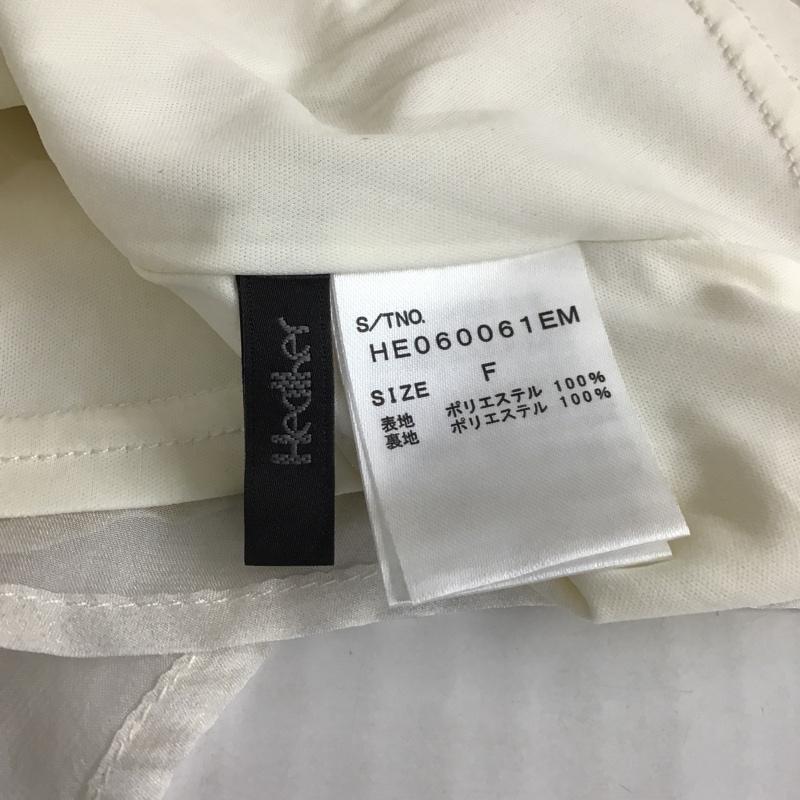 Heather
S/TNO.
HE060061EM
SIZE F
表地 ポリエステル 100%
裏地 ポリエステル 100%